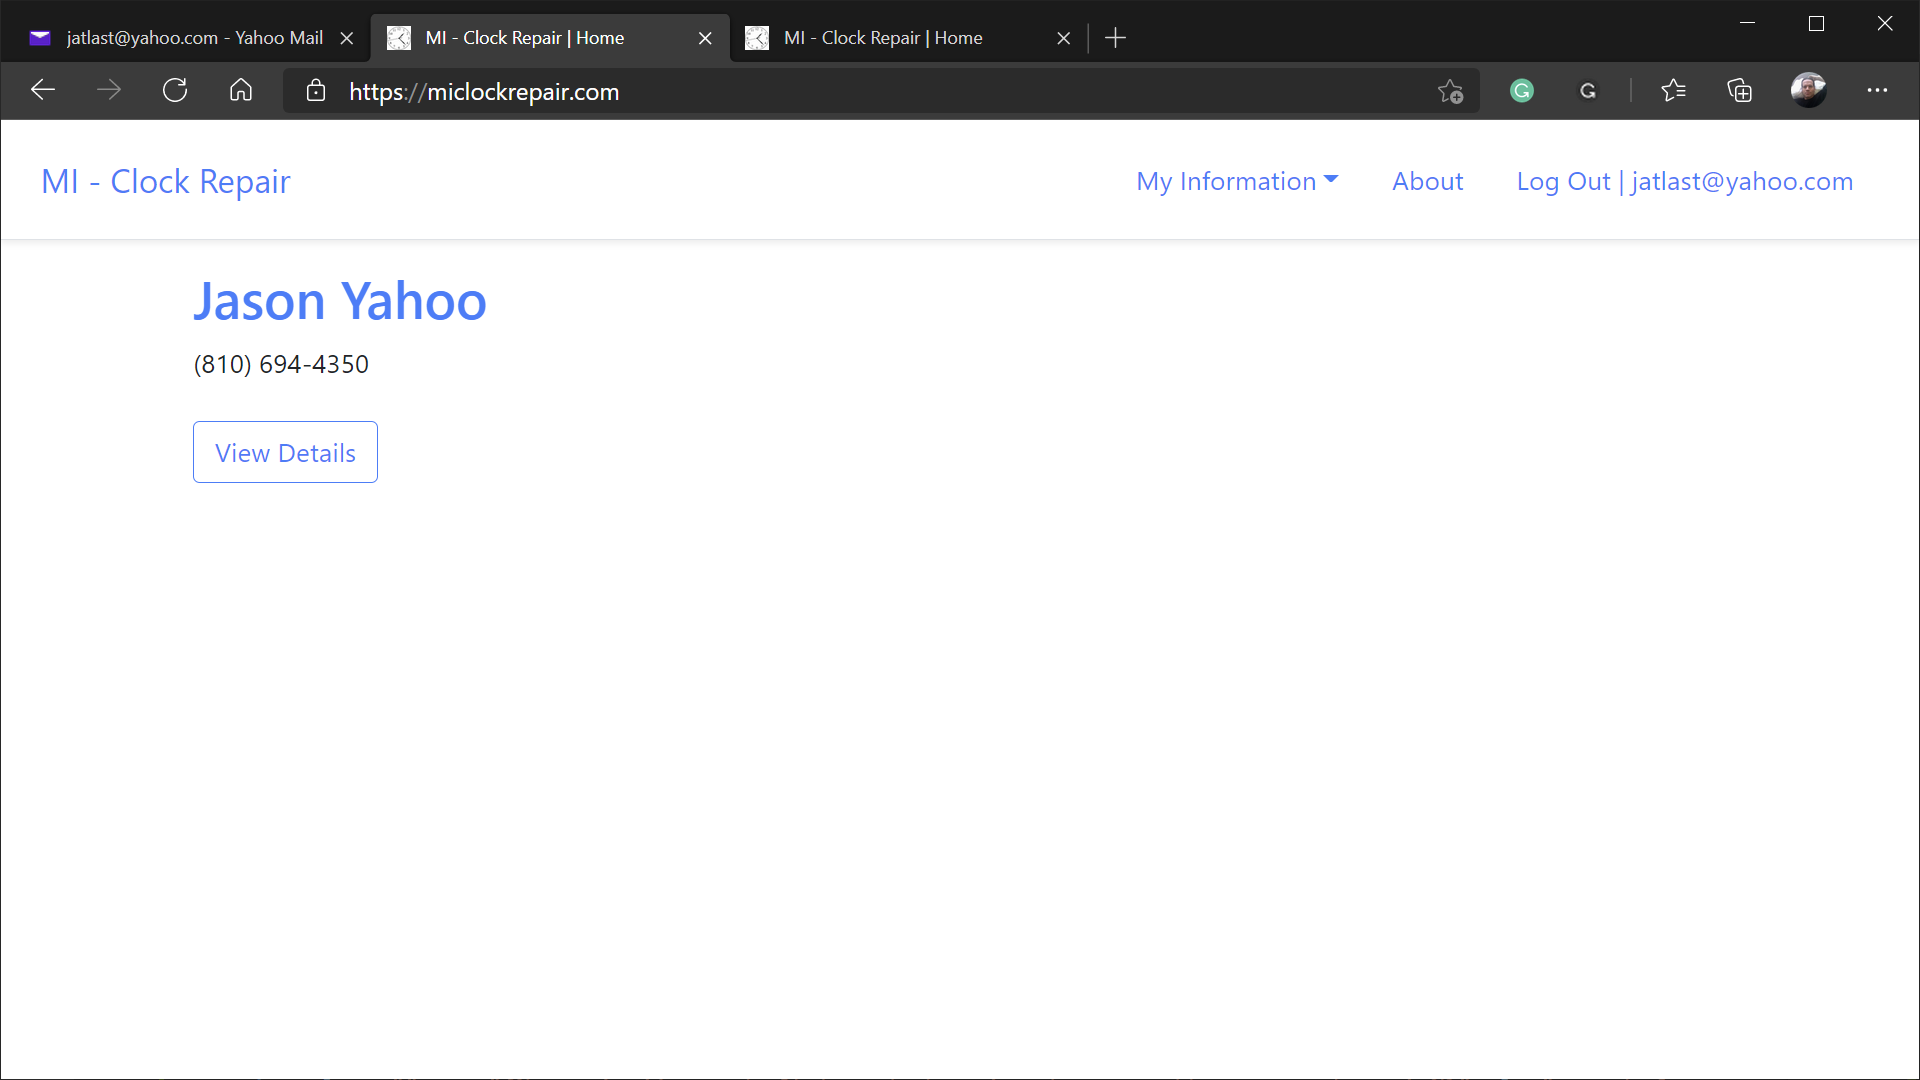 jatlast@yahoo.com - Yahoo Mail
MI - Clock Repair | Home
MI - Clock Repair | Home
https://miclockrepair.com
MI - Clock Repair
My Information
About
Log Out | jatlast@yahoo.com
Jason Yahoo
(810) 694-4350
View Details